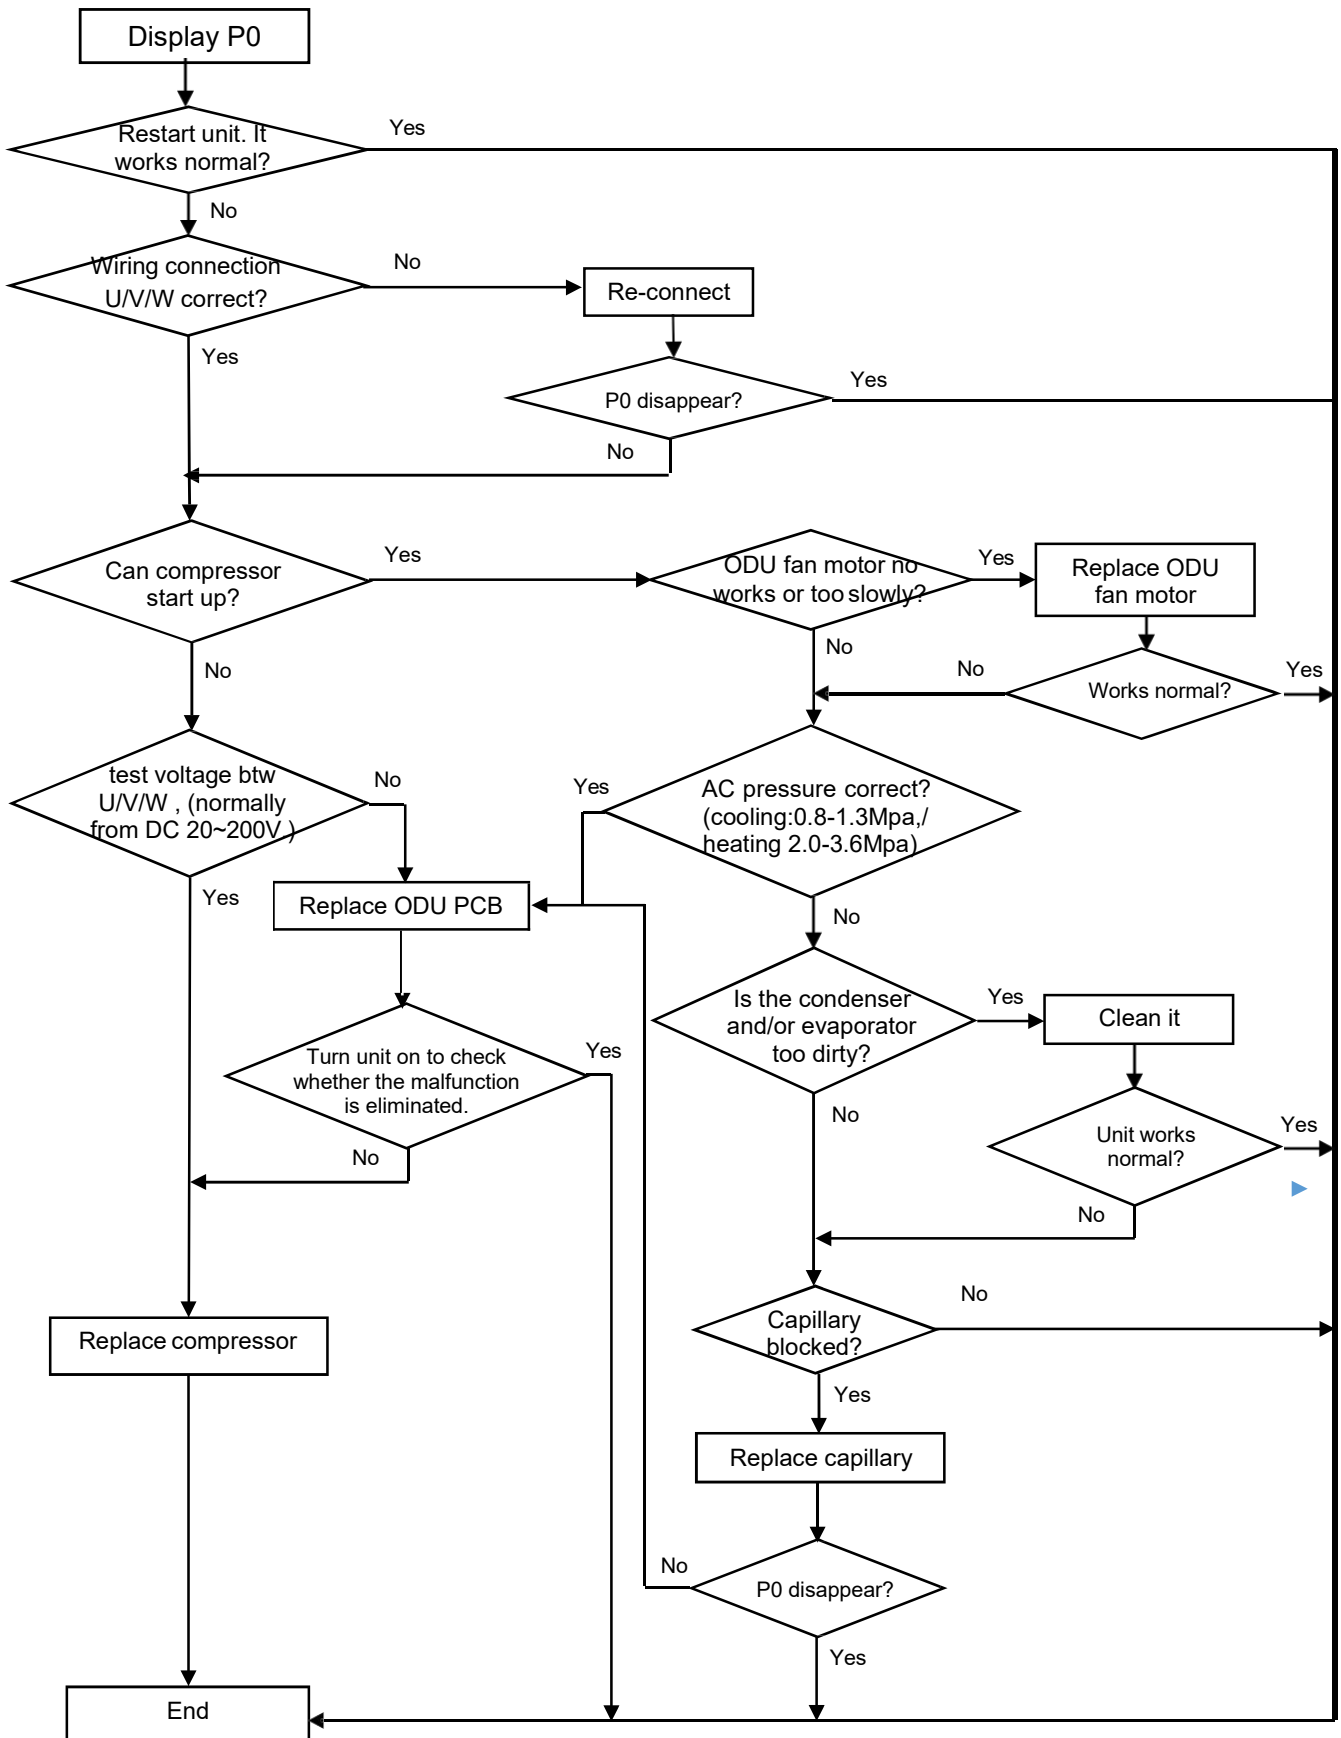 Display P0
Restart unit. It
works normal?
Yes
No
Wiring connection
U/V/W correct?
No
Re-connect
Yes
P0 disappear?
Yes
No
Can compressor
start up?
Yes
ODU fan motor no
works or too slowly?
Yes
Replace ODU
fan motor
No
No
No
Works normal?
Yes
test voltage btw
U/V/W , (normally
from DC 20~200V )
No
Yes
AC pressure correct?
(cooling:0.8-1.3Mpa,/
heating 2.0-3.6Mpa)
Yes
Replace ODU PCB
No
Is the condenser
and/or evaporator
too dirty?
Yes
Clean it
Turn unit on to check
whether the malfunction
is eliminated.
Yes
No
No
Unit works
normal?
Yes
No
Capillary
blocked?
No
Replace compressor
Yes
Replace capillary
No
P0 disappear?
Yes
End